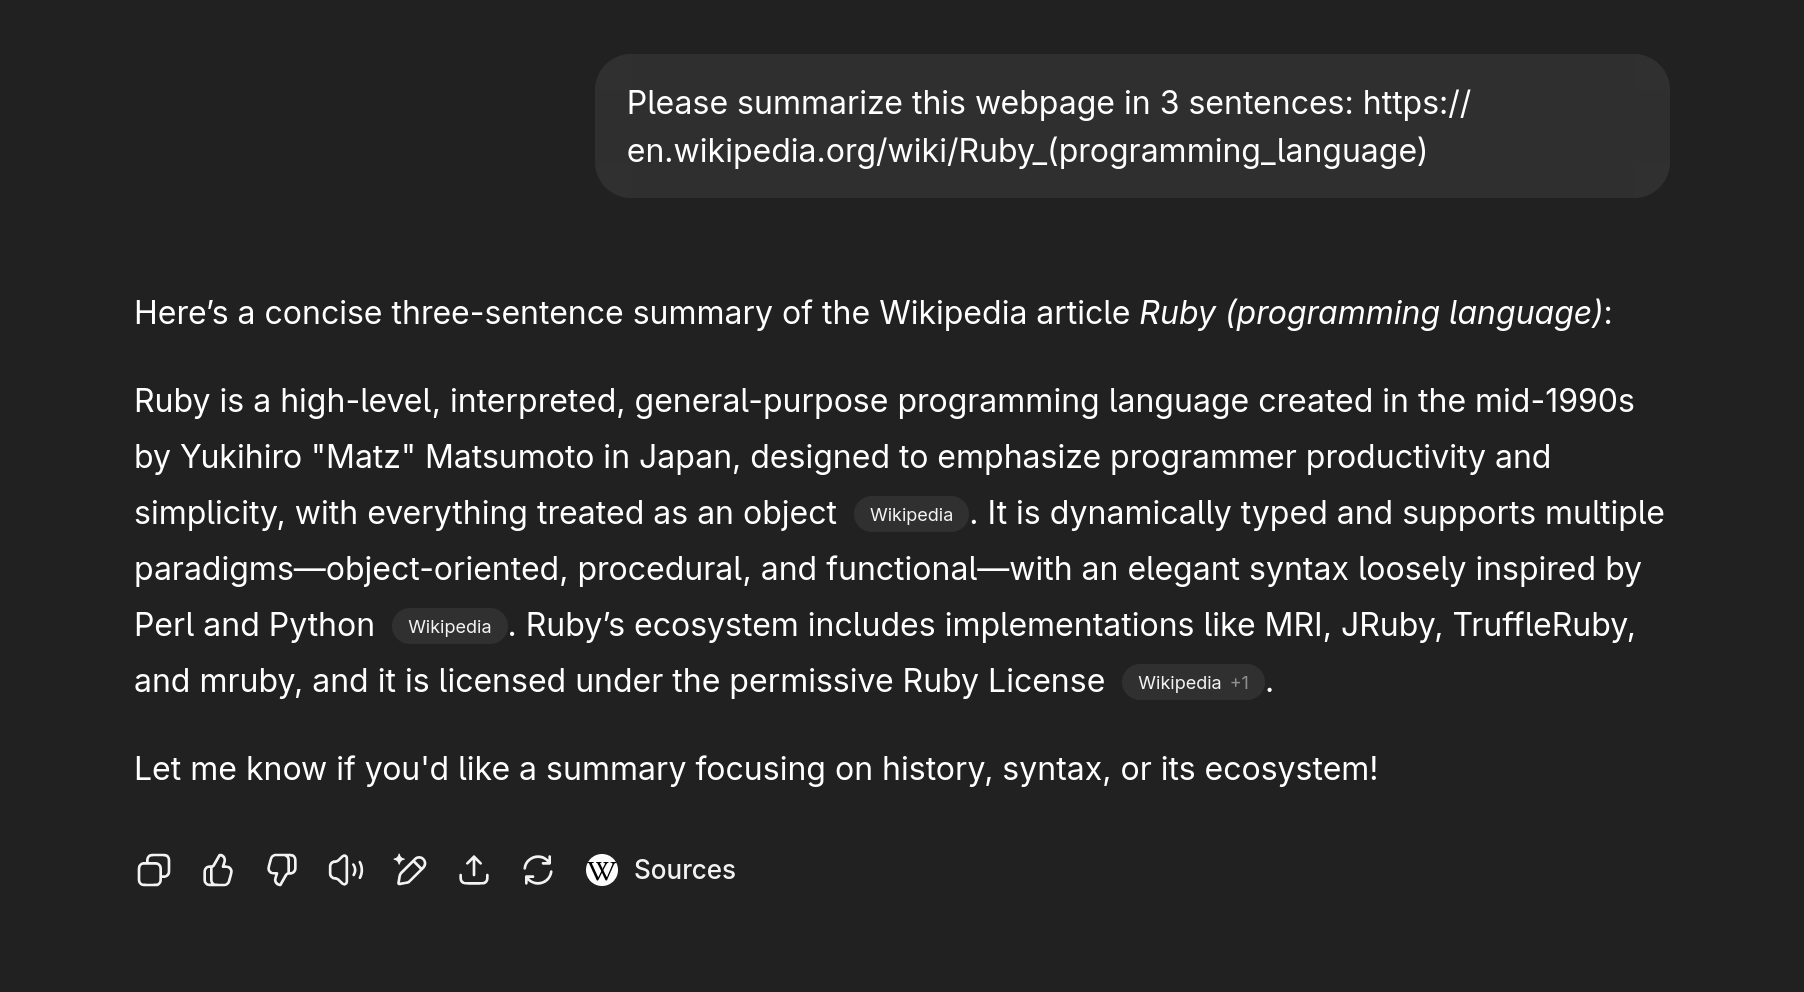 Please summarize this webpage in 3 sentences: https://
en.wikipedia.org/wiki/Ruby_(programming_language)
Here’s a concise three-sentence summary of the Wikipedia article Ruby (programming language):
Ruby is a high-level, interpreted, general-purpose programming language created in the mid-1990s
by Yukihiro "Matz" Matsumoto in Japan, designed to emphasize programmer productivity and
simplicity, with everything treated as an object Wikipedia. It is dynamically typed and supports multiple
paradigms—object-oriented, procedural, and functional—with an elegant syntax loosely inspired by
Perl and Python Wikipedia. Ruby’s ecosystem includes implementations like MRI, JRuby, TruffleRuby,
and mruby, and it is licensed under the permissive Ruby License Wikipedia +1.
Let me know if you'd like a summary focusing on history, syntax, or its ecosystem!
W Sources